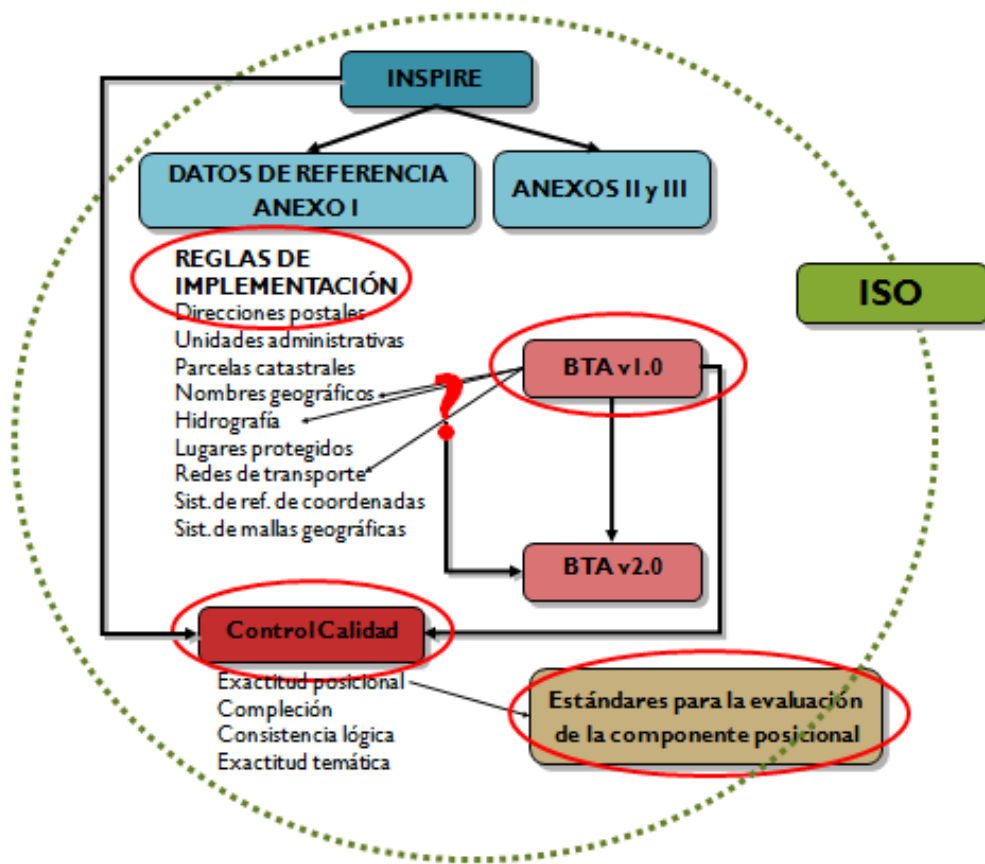 INSPIRE
DATOS DE REFERENCIA
ANEXO I
ANEXOS II y III
REGLAS DE
IMPLEMENTACIÓN
Direcciones postales
Unidades administrativas
Parcelas catastrales
Nombres geográficos
Hidrografía
Lugares protegidos
Redes de transporte
Sist. de ref. de coordenadas
Sist. de mallas geográficas
ISO
BTA v1.0
?
BTA v2.0
Control Calidad
Exactitud posicional
Compleción
Consistencia lógica
Exactitud temática
Estándares para la evaluación
de la componente posicional